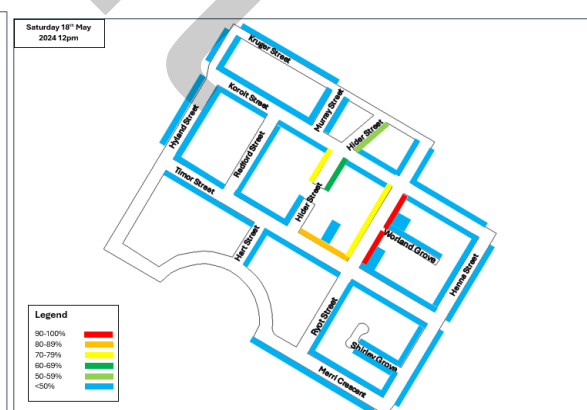 Saturday 18th May
2024 12pm
Kruger Street
Koroit Street
Murray Street
Hider Street
Hyland Street
Radford Street
Timor Street
Hider Street
Worland Grove
Hart Street
Henna Street
Ryot Street
Shirley Grove
Merri Crescent
Legend
90-100%
80-89%
70-79%
60-69%
50-59%
<50%